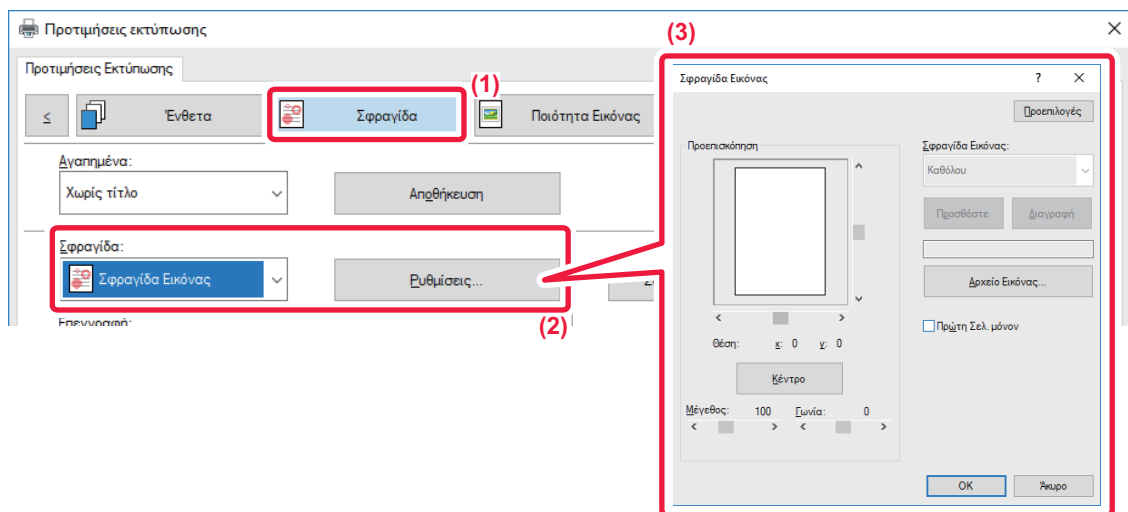 Προτιμήσεις εκτύπωσης
Προτιμήσεις Εκτύπωσης
(1)
≤ Ένθετα Σφραγίδα Ποιότητα Εικόνας
Αγαπημένα:
Χωρίς τίτλο Αποθήκευση
Σφραγίδα:
Σφραγίδα Εικόνας Ρυθμίσεις...
(2)
Επεγγραφή:
(3)
Σφραγίδα Εικόνας ?
Προεπιλογές
Προεπισκόπηση
Σφραγίδα Εικόνας:
Καθόλου
Προσθέστε Διαγραφή
Αρχείο Εικόνας...
Πρώτη Σελ. μόνον
Θέση: x: 0 y: 0
Κέντρο
Μέγεθος: 100 Γωνία: 0
OK Άκυρο